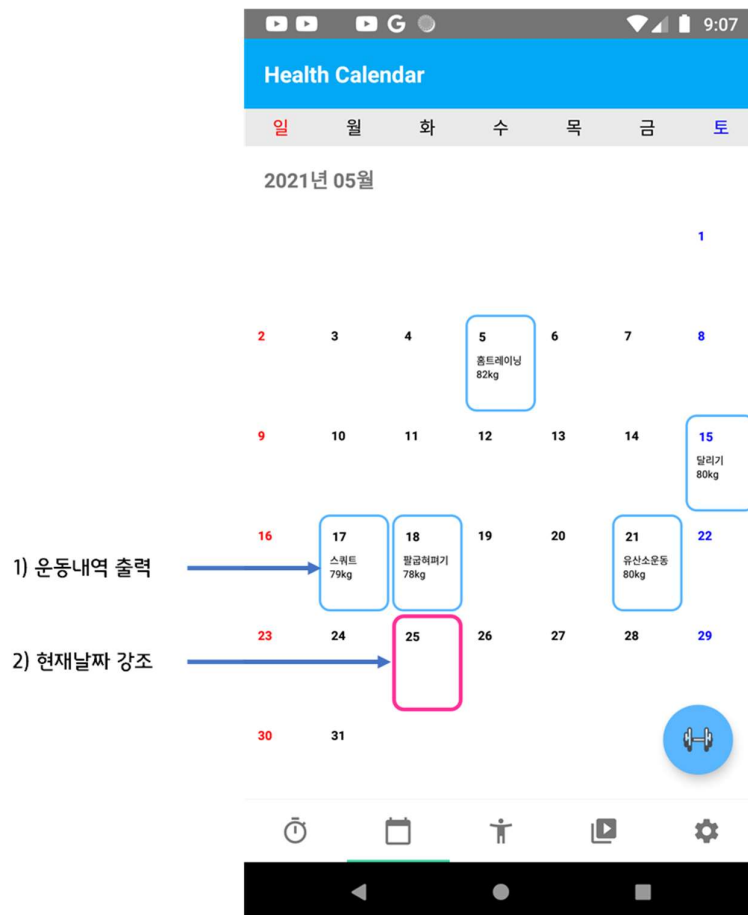 9:07
Health Calendar
일 월 화 수 목 금 토
2021년 05월
1
2 3 4 5 6 7 8
홈트레이닝
82kg
9 10 11 12 13 14 15
달리기
80kg
16 17 18 19 20 21 22
스쿼트 팔굽혀펴기 유산소운동
79kg 78kg 80kg
1) 운동내역 출력
23 24 25 26 27 28 29
2) 현재날짜 강조
30 31